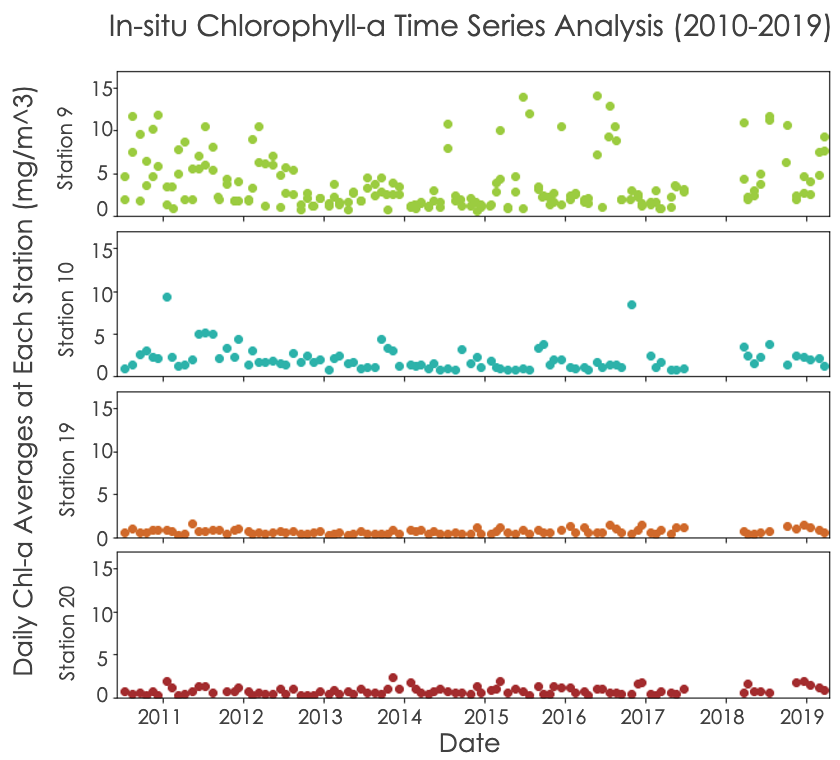 In-situ Chlorophyll-a Time Series Analysis (2010-2019)
Daily Chl-a Averages at Each Station (mg/m^3)
Station 9
15
10
5
0
Station 10
15
10
5
0
Station 19
15
10
5
0
Station 20
15
10
5
0
2011 2012 2013 2014 2015 2016 2017 2018 2019
Date